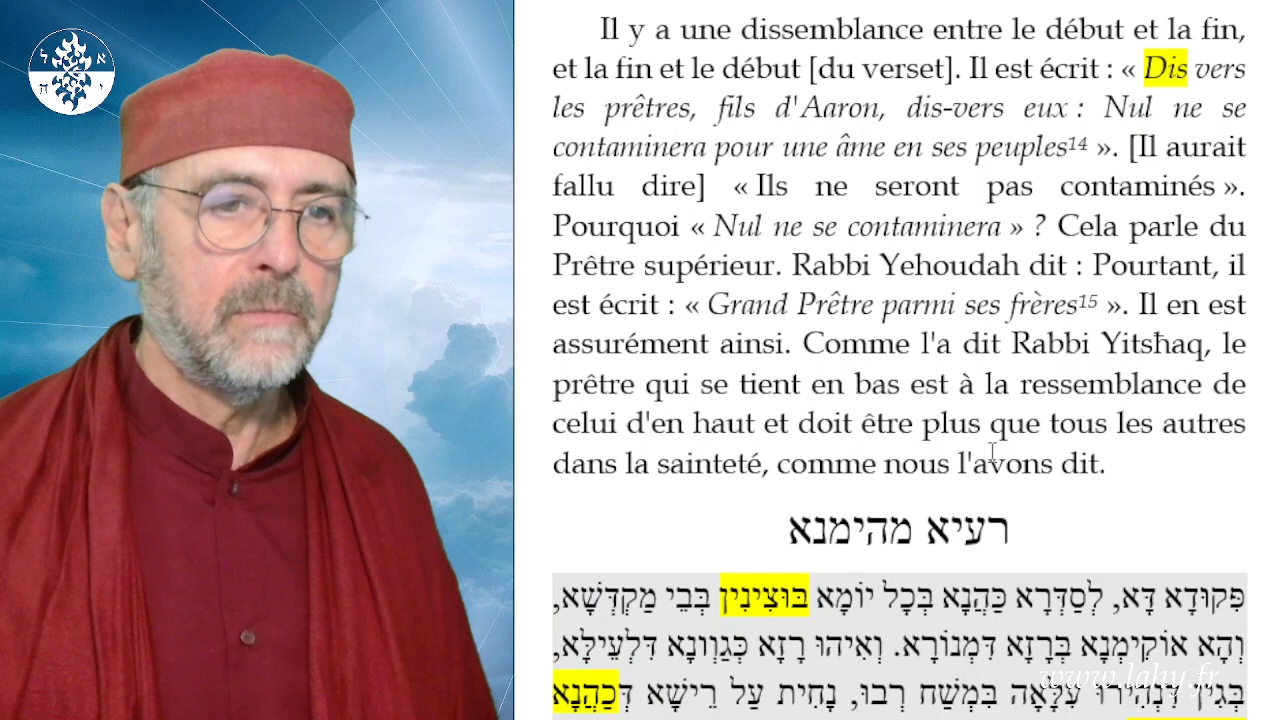 א
ל
ה
י
Il y a une dissemblance entre le début et la fin,
et la fin et le début [du verset]. Il est écrit : « Dis vers
les prêtres, fils d'Aaron, dis-vers eux : Nul ne se
contaminera pour une âme en ses peuples14 ». [Il aurait
fallu dire] « Ils ne seront pas contaminés ».
Pourquoi « Nul ne se contaminera » ? Cela parle du
Prêtre supérieur. Rabbi Yehoudah dit : Pourtant, il
est écrit : « Grand Prêtre parmi ses frères15 ». Il en est
assurément ainsi. Comme l'a dit Rabbi Yitsħaq, le
prêtre qui se tient en bas est à la ressemblance de
celui d'en haut et doit être plus que tous les autres
dans la sainteté, comme nous l'avons dit.
רעיא מהימנא
פִּקוּדָא דָּא, לְסַדְּרָא כַּהֲנָא בְּכָל יוֹמָא בּוּצִינִין בְּבֵי מַקְדְּשָׁא,
וְהָא אוֹקִימְנָא בְּרָזָא דִּמְנוֹרָא. וְאִיהוּ רָזָא כְּגַוְונָא דִּלְעֵילָּא,
בְּגִין דִּנְהִירוּ עִלָּאָה בִּמְשַׁח רְבוּ, נָחִית עַל רֵישָׁא דְּכַהֲנָא
www.lahy.fr